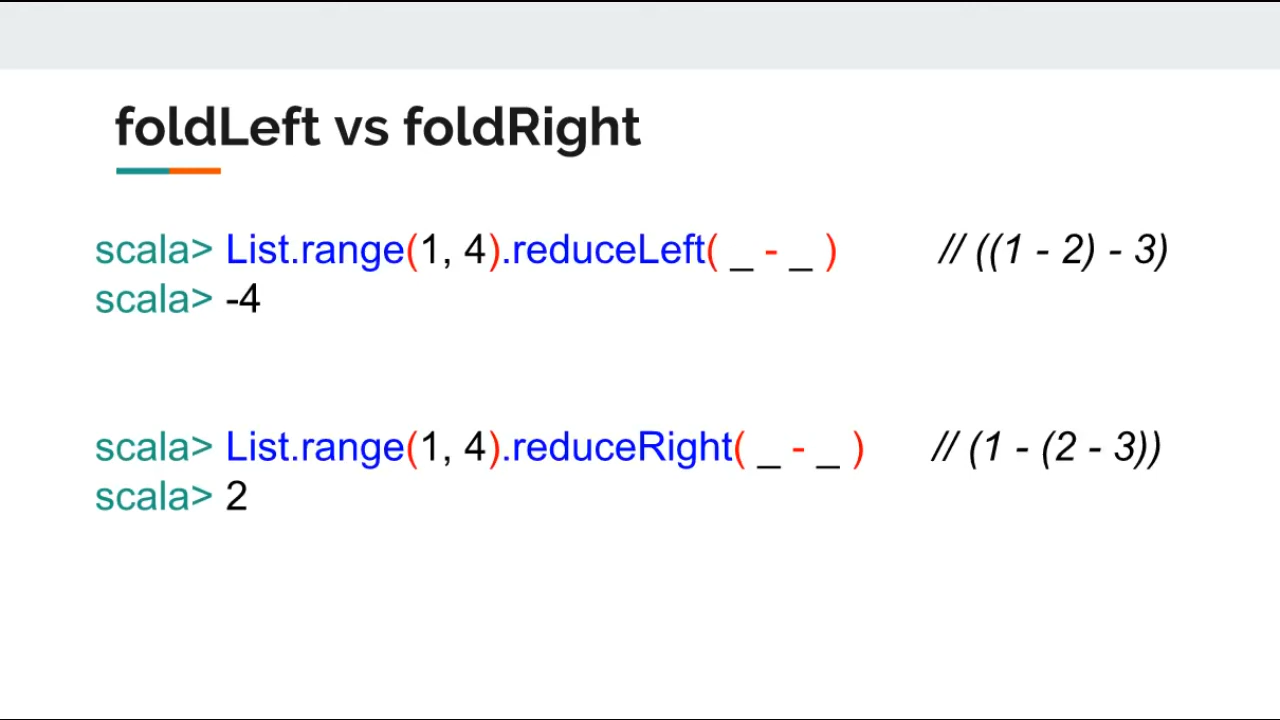 foldLeft vs foldRight
scala> List.range(1, 4).reduceLeft( _ - _ ) // ((1 - 2) - 3)
scala> -4
scala> List.range(1, 4).reduceRight( _ - _ ) // (1 - (2 - 3))
scala> 2